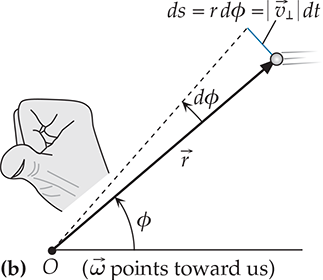 ds = r dϕ = |v⃗⊥| dt
dϕ
r⃗
ϕ
(b) O (ω⃗ points toward us)